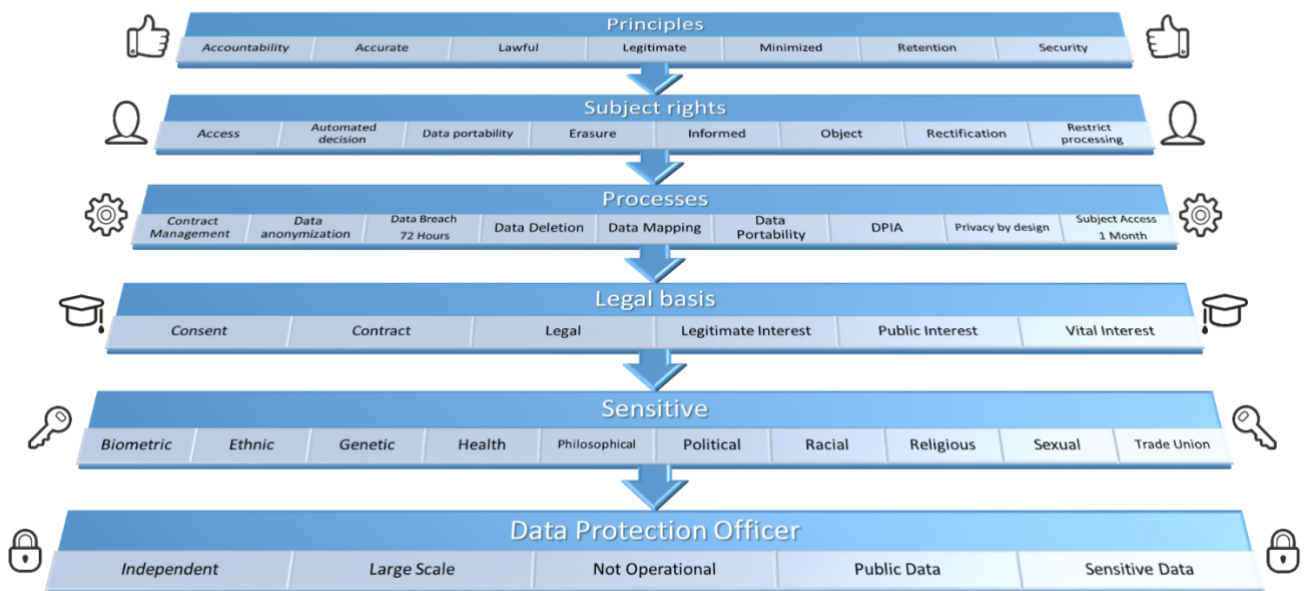 Principles
Accountability Accurate Lawful Legitimate Minimized Retention Security
Subject rights
Access Automated decision Data portability Erasure Informed Object Rectification Restrict processing
Processes
Contract Management Data anonymization Data Breach 72 Hours Data Deletion Data Mapping Data Portability DPIA Privacy by design Subject Access 1 Month
Legal basis
Consent Contract Legal Legitimate Interest Public Interest Vital Interest
Sensitive
Biometric Ethnic Genetic Health Philosophical Political Racial Religious Sexual Trade Union
Data Protection Officer
Independent Large Scale Not Operational Public Data Sensitive Data